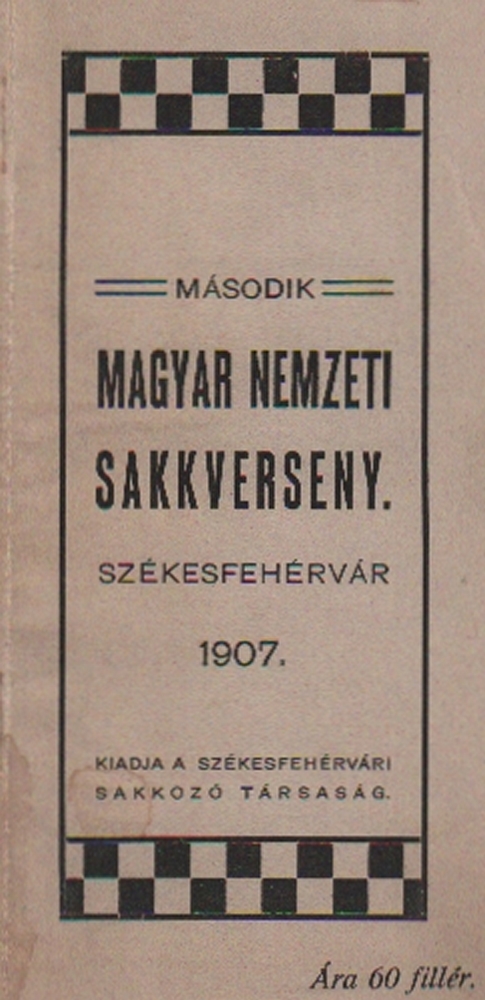 MÁSODIK
MAGYAR NEMZETI
SAKKVERSENY.
SZÉKESFEHÉRVÁR
1907.
KIADJA A SZÉKESFEHÉRVÁRI
SAKKOZÓ TÁRSASÁG.
Ára 60 fillér.